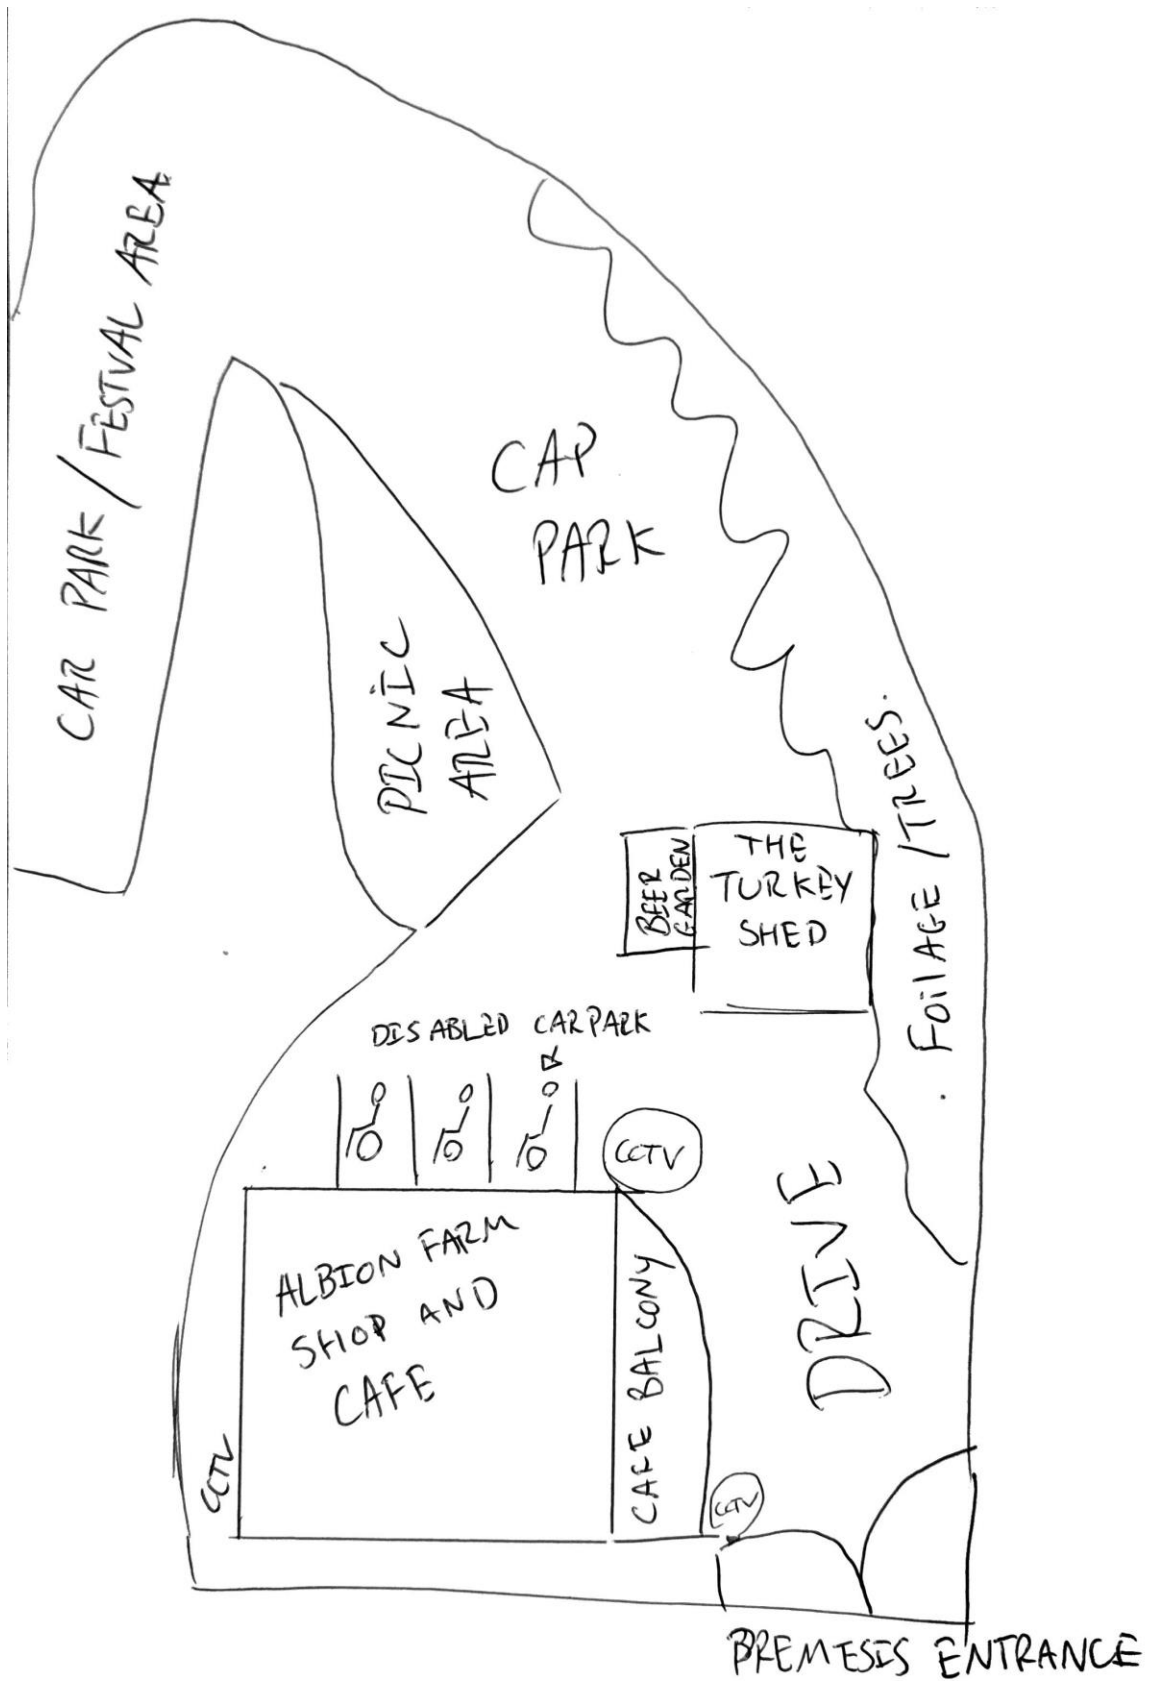 CAR PARK/FESTVAL AREA
CAP
PARK
PICNIC
AREA
FOilAGE/TREES.
BEER
GARDEN
THE
TURKEY
SHED
DISABLED CARPARK
CCTV
ALBION FARM
SHOP AND
CAFE
CAFE BALCONY
DRIVE
CCTV
CCTV
PREMESIS ENTRANCE